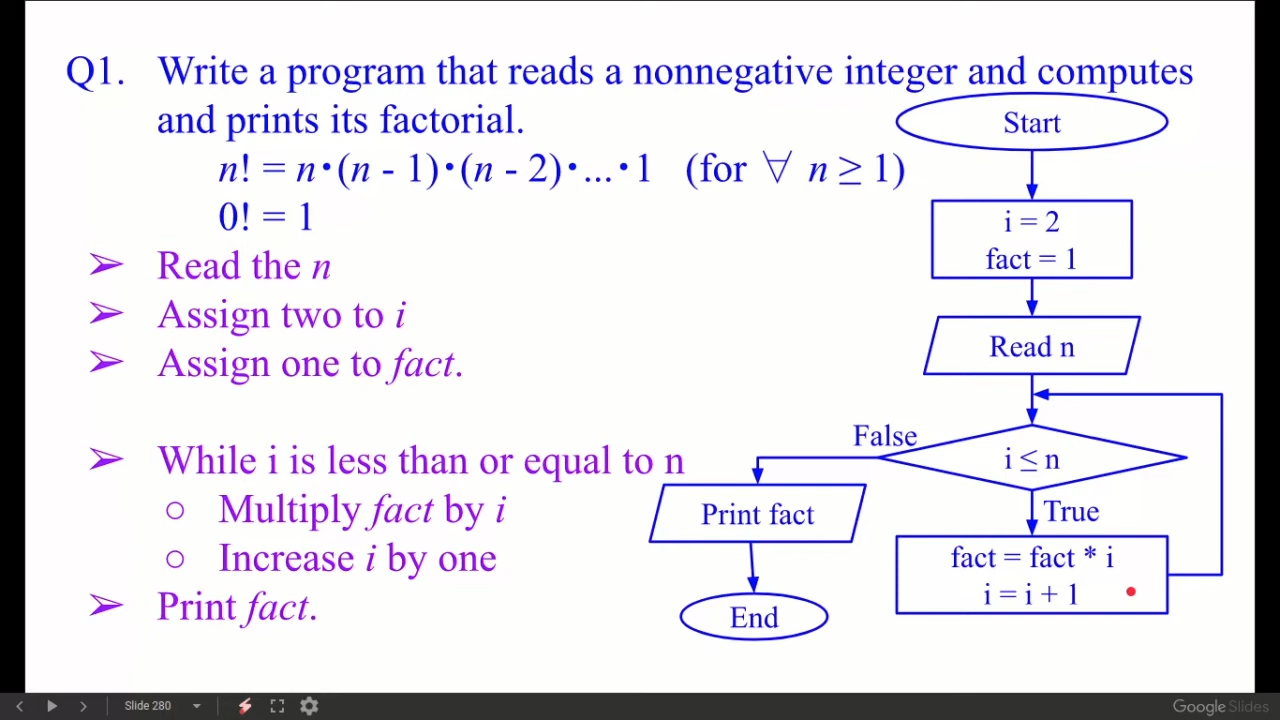 Q1. Write a program that reads a nonnegative integer and computes
and prints its factorial.
n! = n·(n - 1)·(n - 2)·...·1 (for ∀ n ≥ 1)
0! = 1
➢ Read the n
➢ Assign two to i
➢ Assign one to fact.
➢ While i is less than or equal to n
○ Multiply fact by i
○ Increase i by one
➢ Print fact.
Start
i = 2
fact = 1
Read n
i ≤ n
False
True
Print fact
fact = fact * i
i = i + 1
End
Slide 280
Google Slides